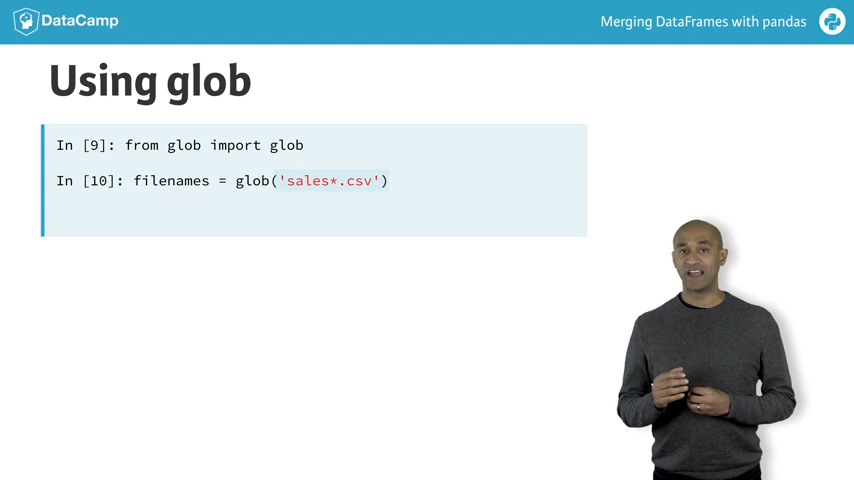 DataCamp
Merging DataFrames with pandas
Using glob
In [9]: from glob import glob
In [10]: filenames = glob('sales*.csv')